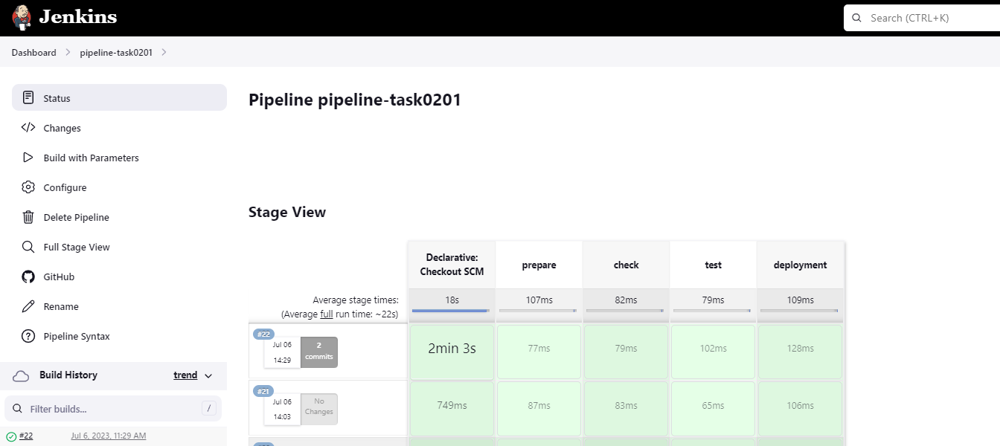 Jenkins
Search (CTRL+K)
Dashboard
pipeline-task0201
Status
Changes
Build with Parameters
Configure
Delete Pipeline
Full Stage View
GitHub
Rename
Pipeline Syntax
Build History
trend
Filter builds...
/
#22
Jul 6, 2023, 11:29 AM
Pipeline pipeline-task0201
Stage View
Declarative:
Checkout SCM
prepare
check
test
deployment
Average stage times:
(Average full run time: ~22s)
18s
107ms
82ms
79ms
109ms
#22
Jul 06
14:29
2
commits
2min 3s
77ms
79ms
102ms
128ms
#21
Jul 06
14:03
No
Changes
749ms
87ms
83ms
65ms
106ms